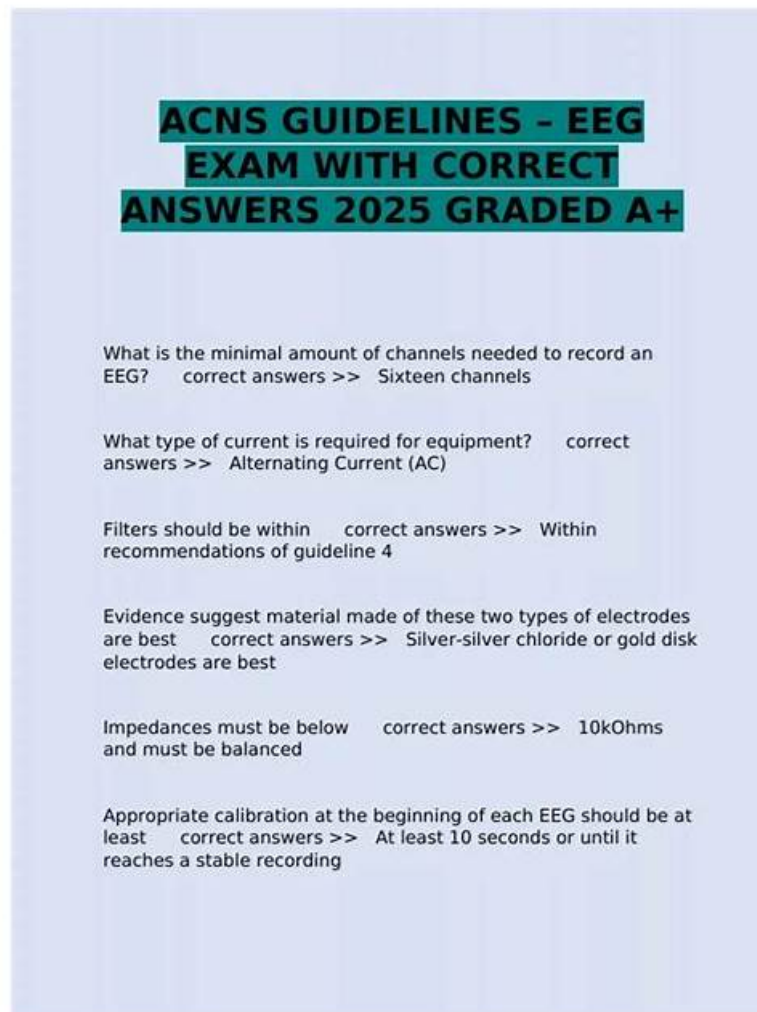 ACNS GUIDELINES – EEG
EXAM WITH CORRECT
ANSWERS 2025 GRADED A+
What is the minimal amount of channels needed to record an
EEG? correct answers >> Sixteen channels
What type of current is required for equipment? correct
answers >> Alternating Current (AC)
Filters should be within correct answers >> Within
recommendations of guideline 4
Evidence suggest material made of these two types of electrodes
are best correct answers >> Silver-silver chloride or gold disk
electrodes are best
Impedances must be below correct answers >> 10kOhms
and must be balanced
Appropriate calibration at the beginning of each EEG should be at
least correct answers >> At least 10 seconds or until it
reaches a stable recording